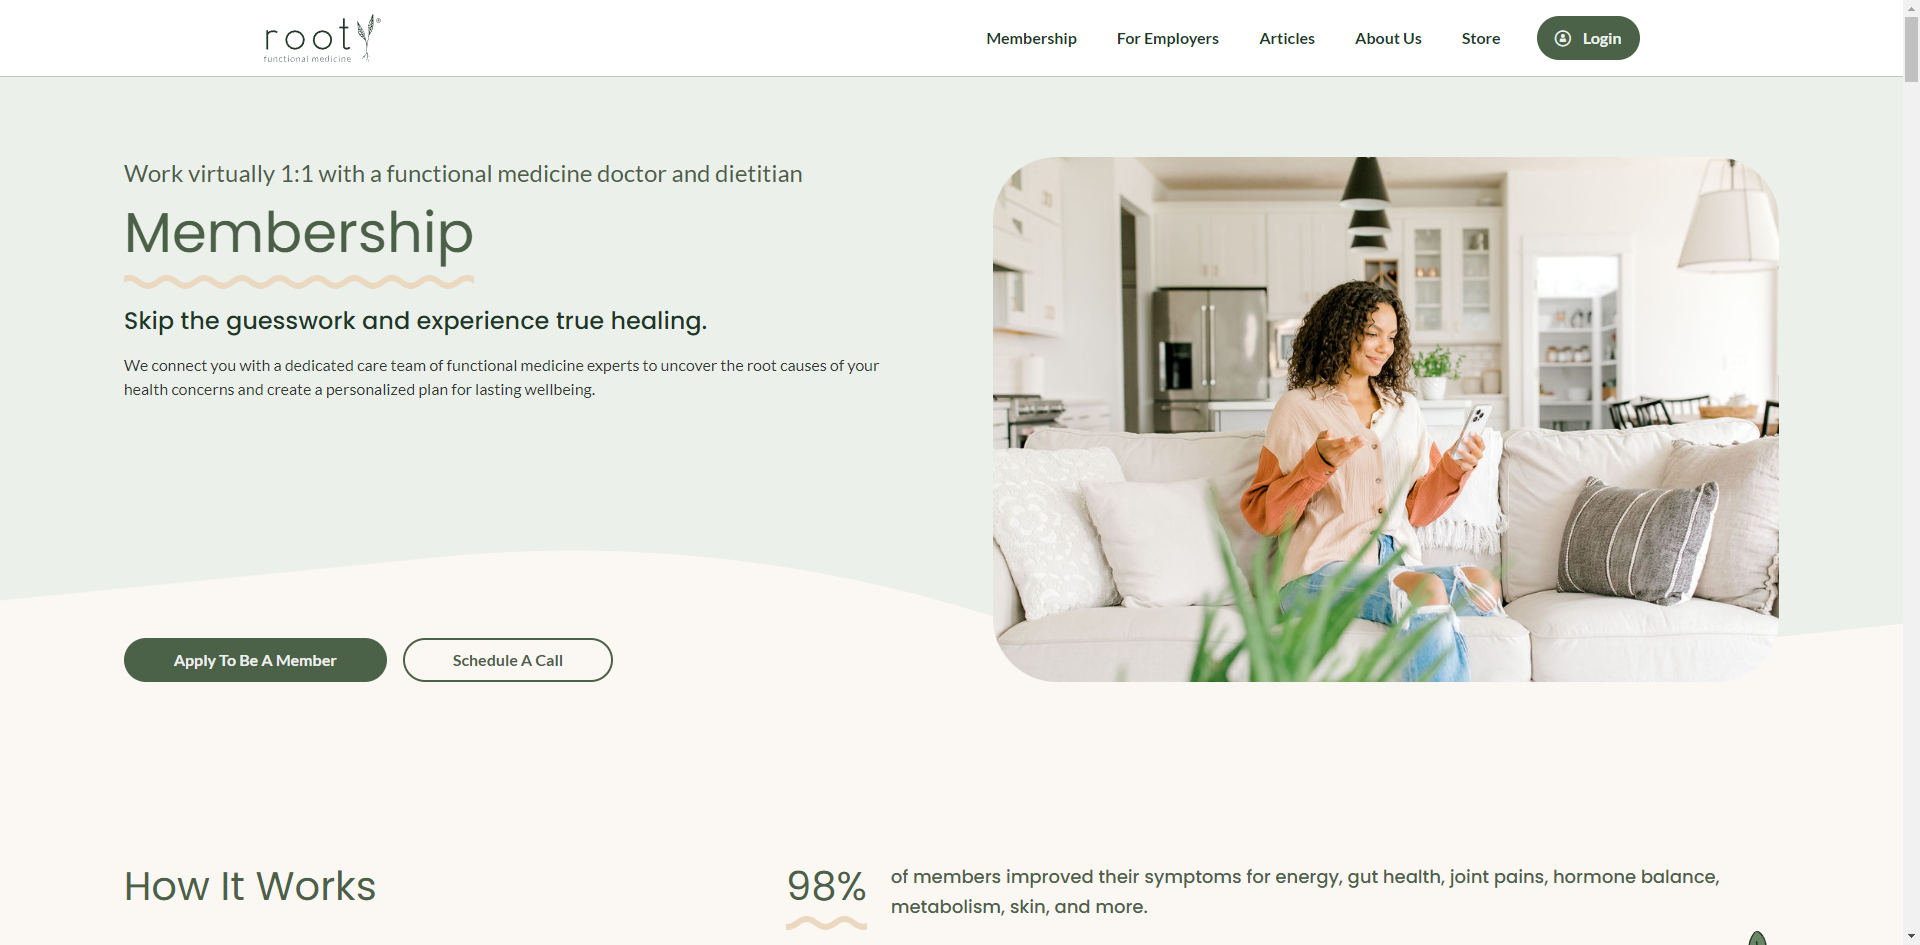 root
®
functional medicine
Membership
For Employers
Articles
About Us
Store
Login
Work virtually 1:1 with a functional medicine doctor and dietitian
Membership
Skip the guesswork and experience true healing.
We connect you with a dedicated care team of functional medicine experts to uncover the root causes of your
health concerns and create a personalized plan for lasting wellbeing.
Apply To Be A Member
Schedule A Call
How It Works
98%
of members improved their symptoms for energy, gut health, joint pains, hormone balance,
metabolism, skin, and more.